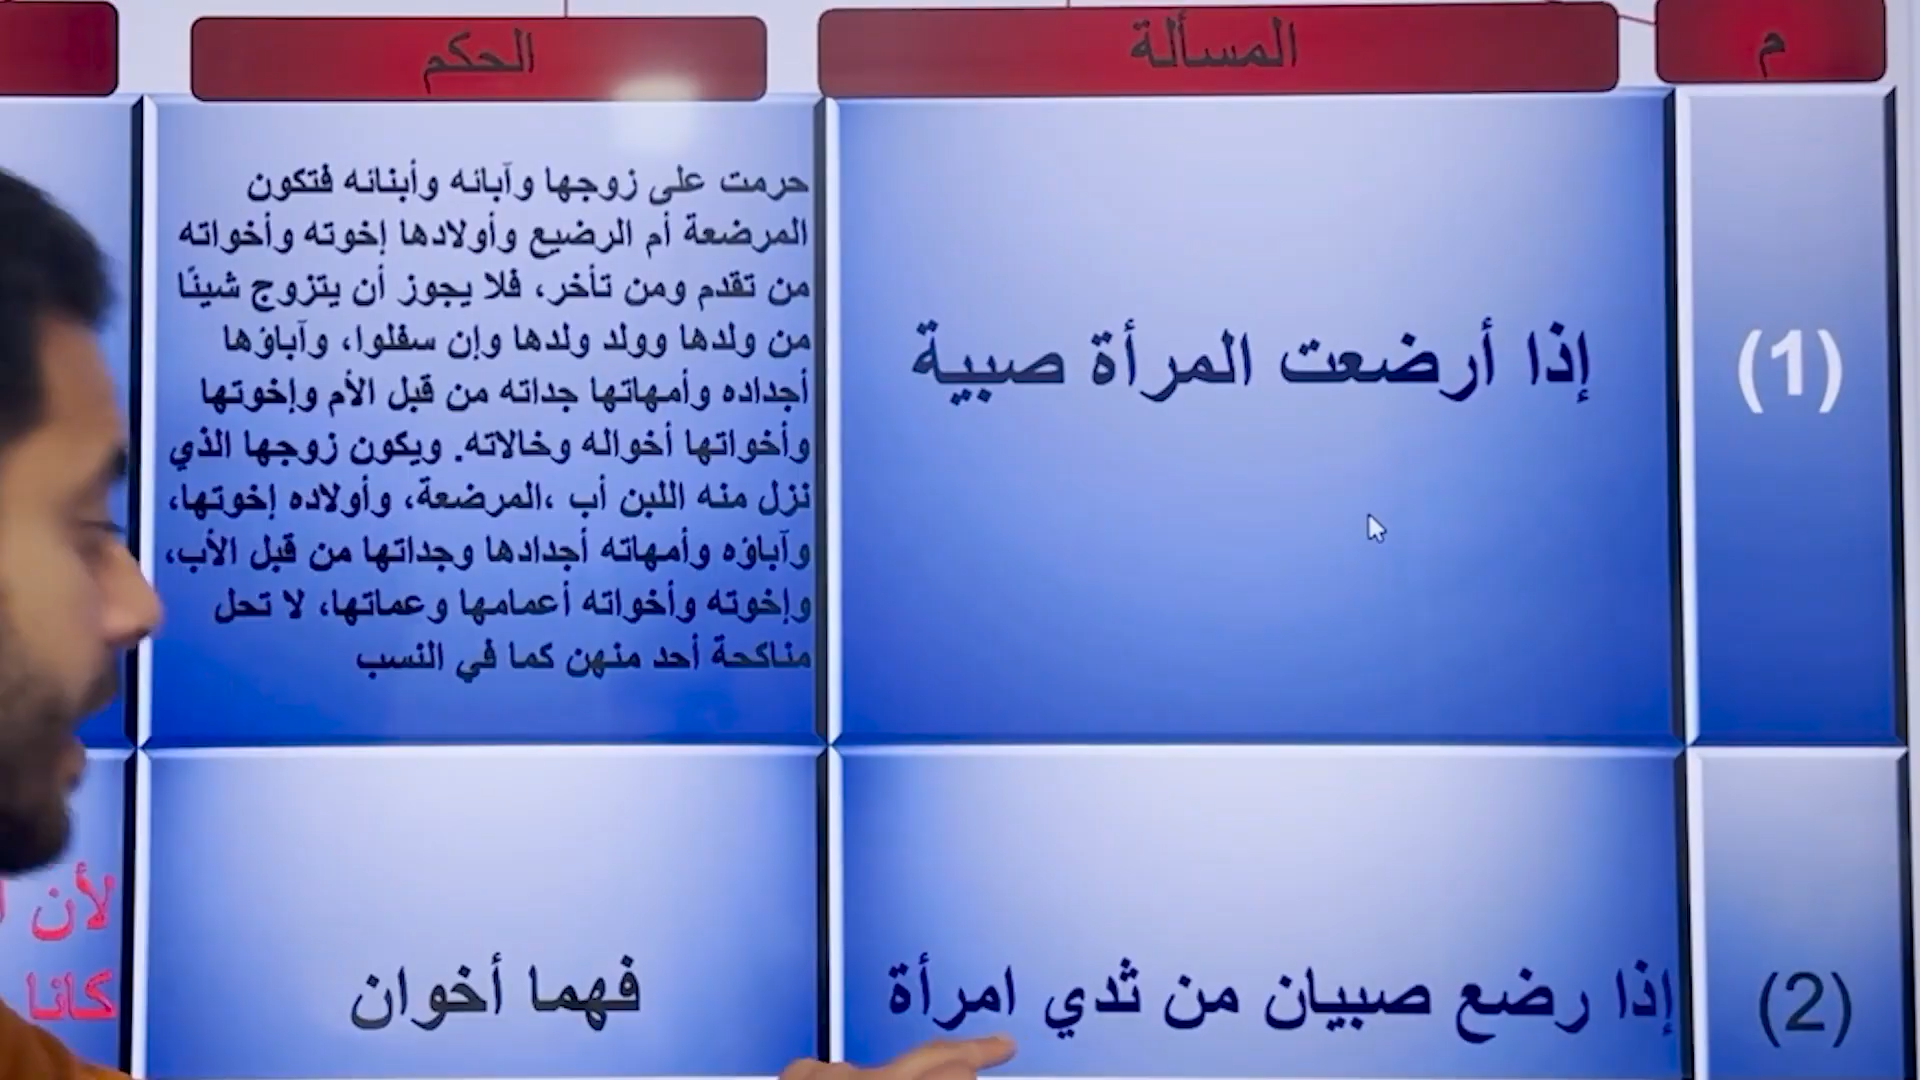 م
المسألة
الحكم
(1)
إذا أرضعت المرأة صبية
حرمت على زوجها وآبائه وأبنائه فتكون
المرضعة أم الرضيع وأولادها إخوته وأخواته
من تقدم ومن تأخر، فلا يجوز أن يتزوج شيئًا
من ولدها وولد ولدها وإن سفلوا، وآباؤها
أجداده وأمهاتها جداته من قبل الأم وإخوتها
وأخواتها أخواله وخالاته. ويكون زوجها الذي
نزل منه اللبن أب ،المرضعة، وأولاده إخوتها،
وآباؤه وأمهاته أجدادها وجداتها من قبل الأب،
وإخوته وأخواته أعمامها وعماتها، لا تحل
مناكحة أحد منهن كما في النسب
(2)
إذا رضع صبيان من ثدي امرأة
فهما أخوان
لأن
كانا